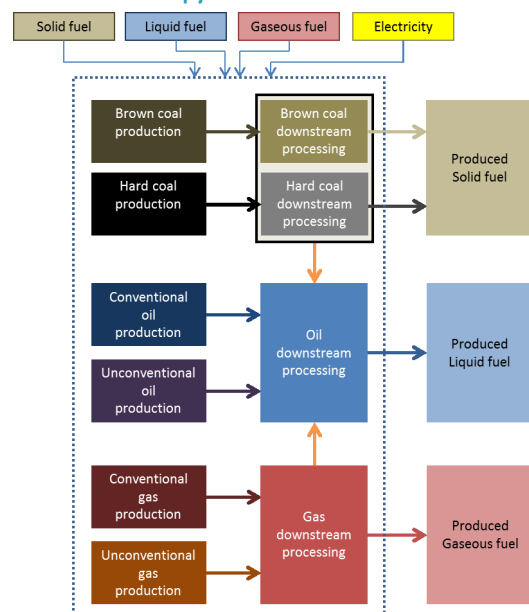 Solid fuel
Liquid fuel
Gaseous fuel
Electricity
Brown coal
production
Brown coal
downstream
processing
Produced
Solid fuel
Hard coal
production
Hard coal
downstream
processing
Conventional
oil
production
Oil
downstream
processing
Produced
Liquid fuel
Unconventional
oil
production
Conventional
gas
production
Gas
downstream
processing
Produced
Gaseous fuel
Unconventional
gas
production